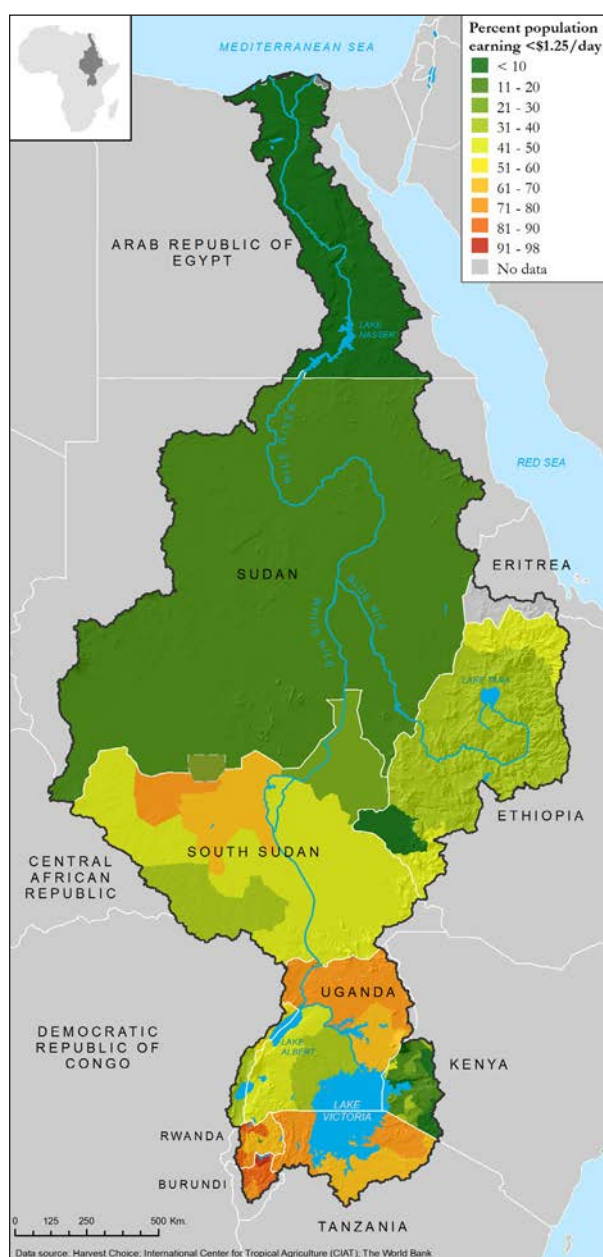 MEDITERRANEAN SEA
Percent population
earning <$1.25/day
< 10
11 - 20
21 - 30
31 - 40
41 - 50
51 - 60
61 - 70
71 - 80
81 - 90
91 - 98
No data
ARAB REPUBLIC OF
EGYPT
LAKE
NASSER
NILE RIVER
RED SEA
SUDAN
ERITREA
WHITE NILE
BLUE NILE
LAKE TANA
ETHIOPIA
SOUTH SUDAN
CENTRAL
AFRICAN
REPUBLIC
UGANDA
DEMOCRATIC
REPUBLIC OF
CONGO
LAKE
ALBERT
KENYA
LAKE
VICTORIA
RWANDA
BURUNDI
0 125 250 500 Km.
TANZANIA
Data source: Harvest Choice; International Center for Tropical Agriculture (CIAT); The World Bank